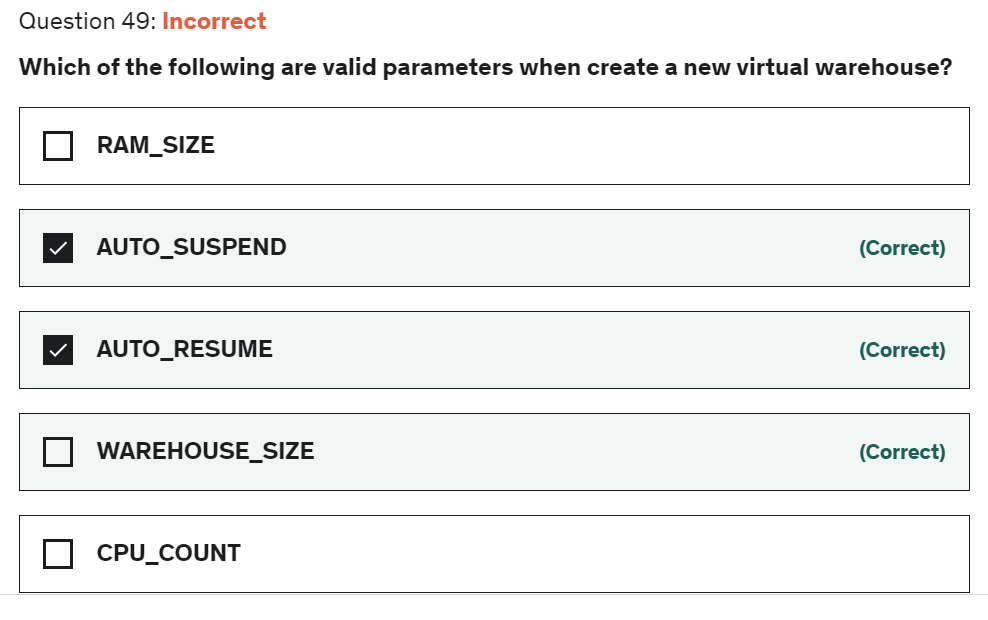 Question 49: Incorrect
Which of the following are valid parameters when create a new virtual warehouse?
RAM_SIZE
AUTO_SUSPEND (Correct)
AUTO_RESUME (Correct)
WAREHOUSE_SIZE (Correct)
CPU_COUNT